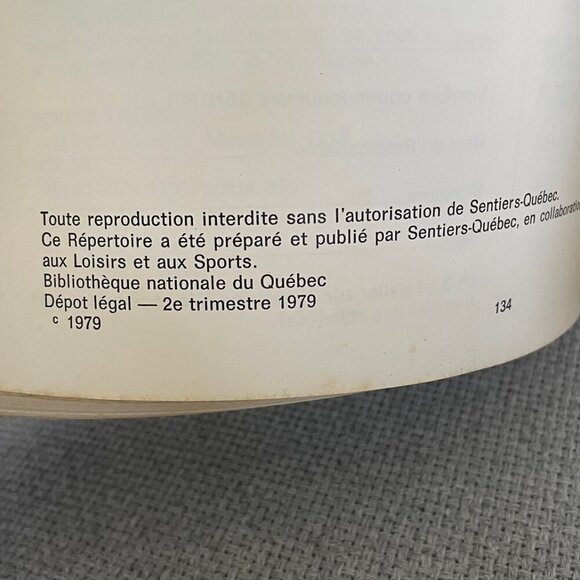 Toute reproduction interdite sans l'autorisation de Sentiers-Québec.
Ce Répertoire a été préparé et publié par Sentiers-Québec, en collaboration
aux Loisirs et aux Sports.
Bibliothèque nationale du Québec
Dépot légal — 2e trimestre 1979
c 1979
134